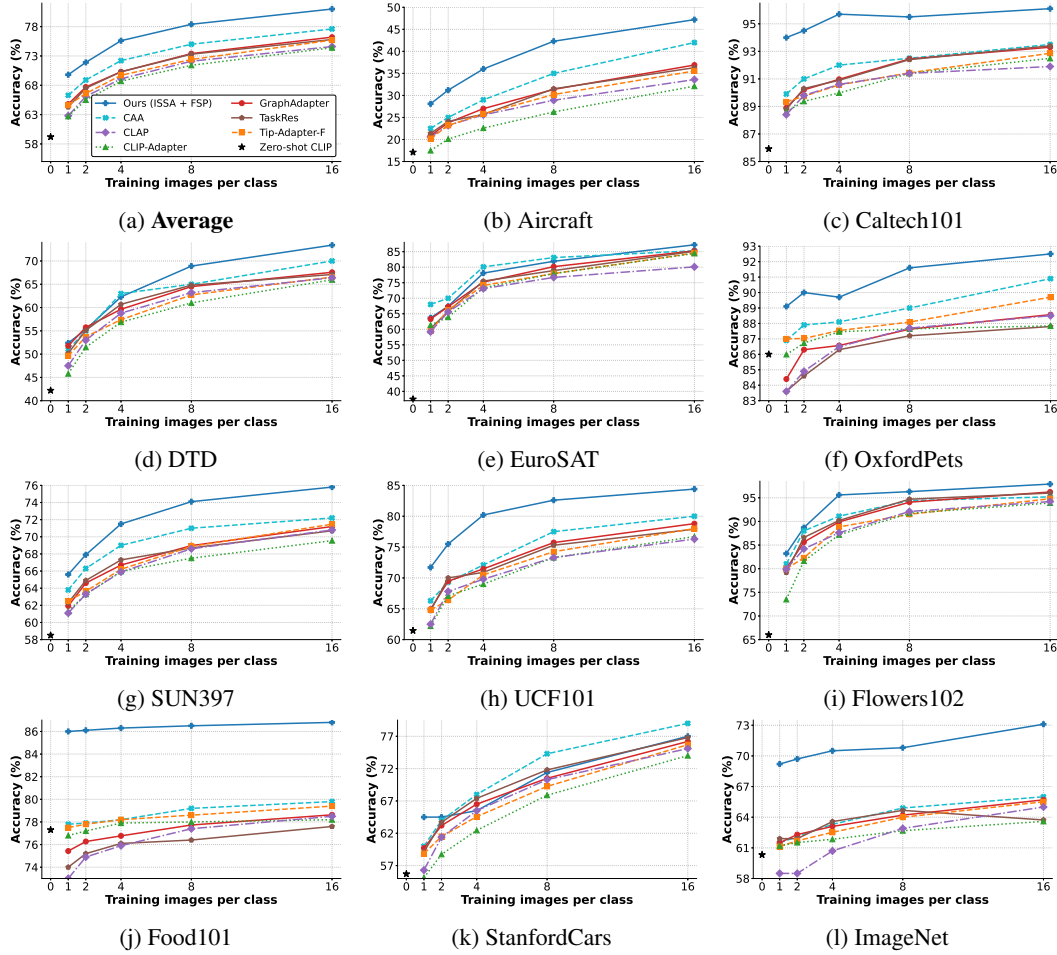 Accuracy (%)
78
73
68
63
58
Ours (ISSA + FSP)
CAA
CLAP
CLIP-Adapter
GraphAdapter
TaskRes
Tip-Adapter-F
Zero-shot CLIP
0 1 2 4 8 16
Training images per class
(a) Average
Accuracy (%)
50
45
40
35
30
25
20
15
0 1 2 4 8 16
Training images per class
(b) Aircraft
Accuracy (%)
95
93
91
89
87
85
0 1 2 4 8 16
Training images per class
(c) Caltech101
Accuracy (%)
70
65
60
55
50
45
40
0 1 2 4 8 16
Training images per class
(d) DTD
Accuracy (%)
85
80
75
70
65
60
55
50
45
40
0 1 2 4 8 16
Training images per class
(e) EuroSAT
Accuracy (%)
93
92
91
90
89
88
87
86
85
84
83
0 1 2 4 8 16
Training images per class
(f) OxfordPets
Accuracy (%)
76
74
72
70
68
66
64
62
60
58
0 1 2 4 8 16
Training images per class
(g) SUN397
Accuracy (%)
85
80
75
70
65
60
0 1 2 4 8 16
Training images per class
(h) UCF101
Accuracy (%)
95
90
85
80
75
70
65
0 1 2 4 8 16
Training images per class
(i) Flowers102
Accuracy (%)
86
84
82
80
78
76
74
0 1 2 4 8 16
Training images per class
(j) Food101
Accuracy (%)
77
72
67
62
57
0 1 2 4 8 16
Training images per class
(k) StanfordCars
Accuracy (%)
73
70
67
64
61
58
0 1 2 4 8 16
Training images per class
(l) ImageNet